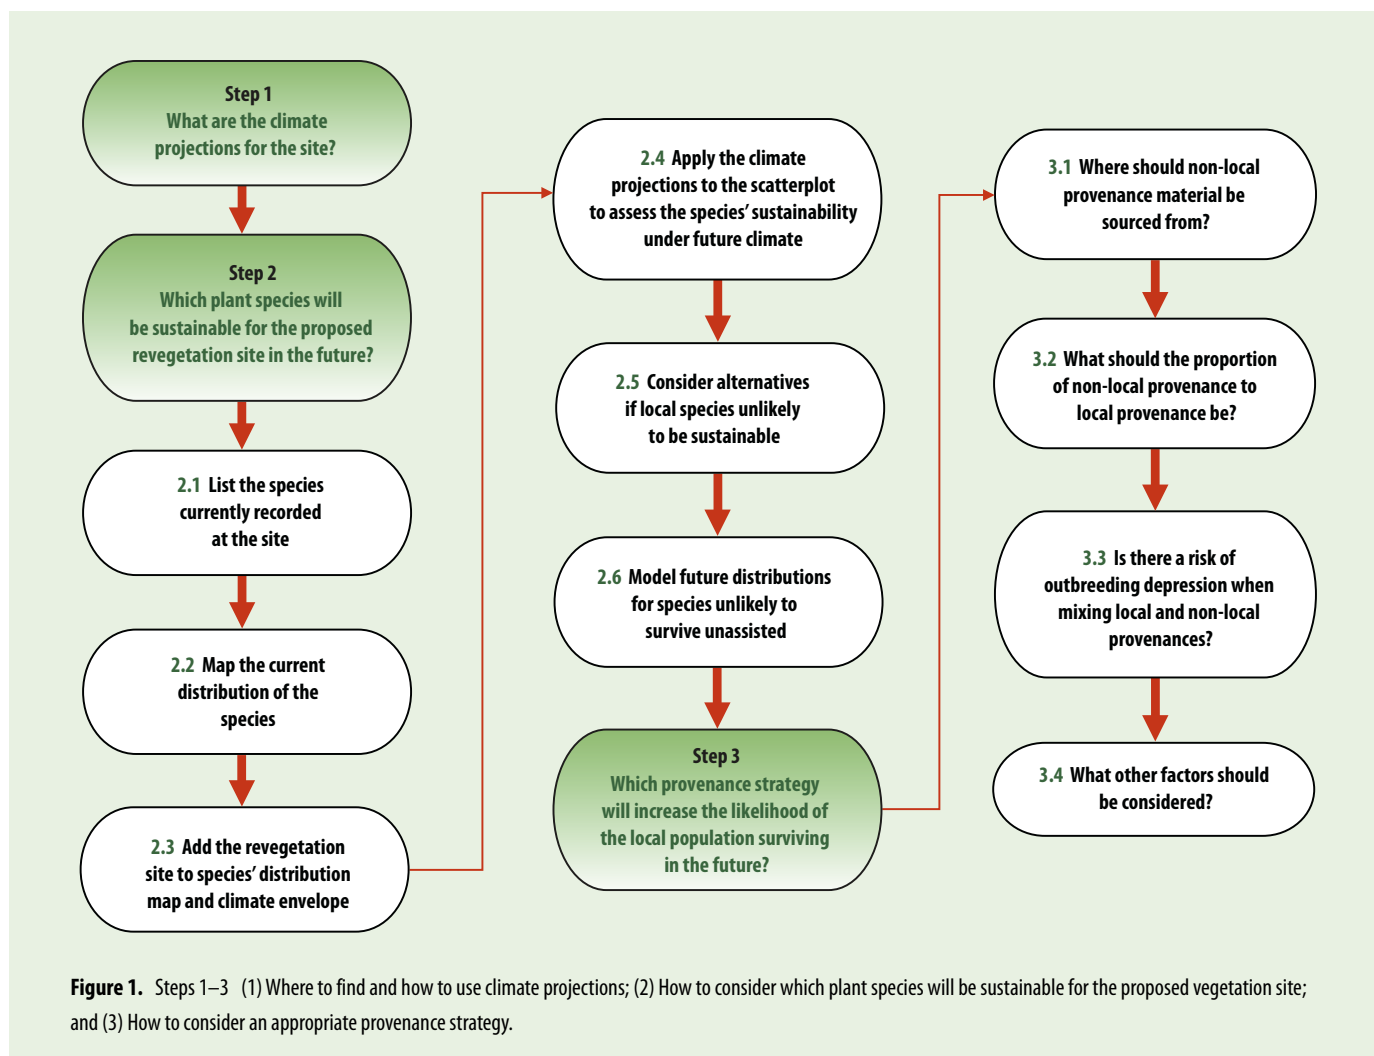 Step 1
What are the climate
projections for the site?
Step 2
Which plant species will
be sustainable for the proposed
revegetation site in the future?
2.1 List the species
currently recorded
at the site
2.2 Map the current
distribution of the
species
2.3 Add the revegetation
site to species' distribution
map and climate envelope
2.4 Apply the climate
projections to the scatterplot
to assess the species' sustainability
under future climate
2.5 Consider alternatives
if local species unlikely
to be sustainable
2.6 Model future distributions
for species unlikely to
survive unassisted
Step 3
Which provenance strategy
will increase the likelihood of
the local population surviving
in the future?
3.1 Where should non-local
provenance material be
sourced from?
3.2 What should the proportion
of non-local provenance to
local provenance be?
3.3 Is there a risk of
outbreeding depression when
mixing local and non-local
provenances?
3.4 What other factors should
be considered?
Figure 1. Steps 1–3 (1) Where to find and how to use climate projections; (2) How to consider which plant species will be sustainable for the proposed vegetation site;
and (3) How to consider an appropriate provenance strategy.